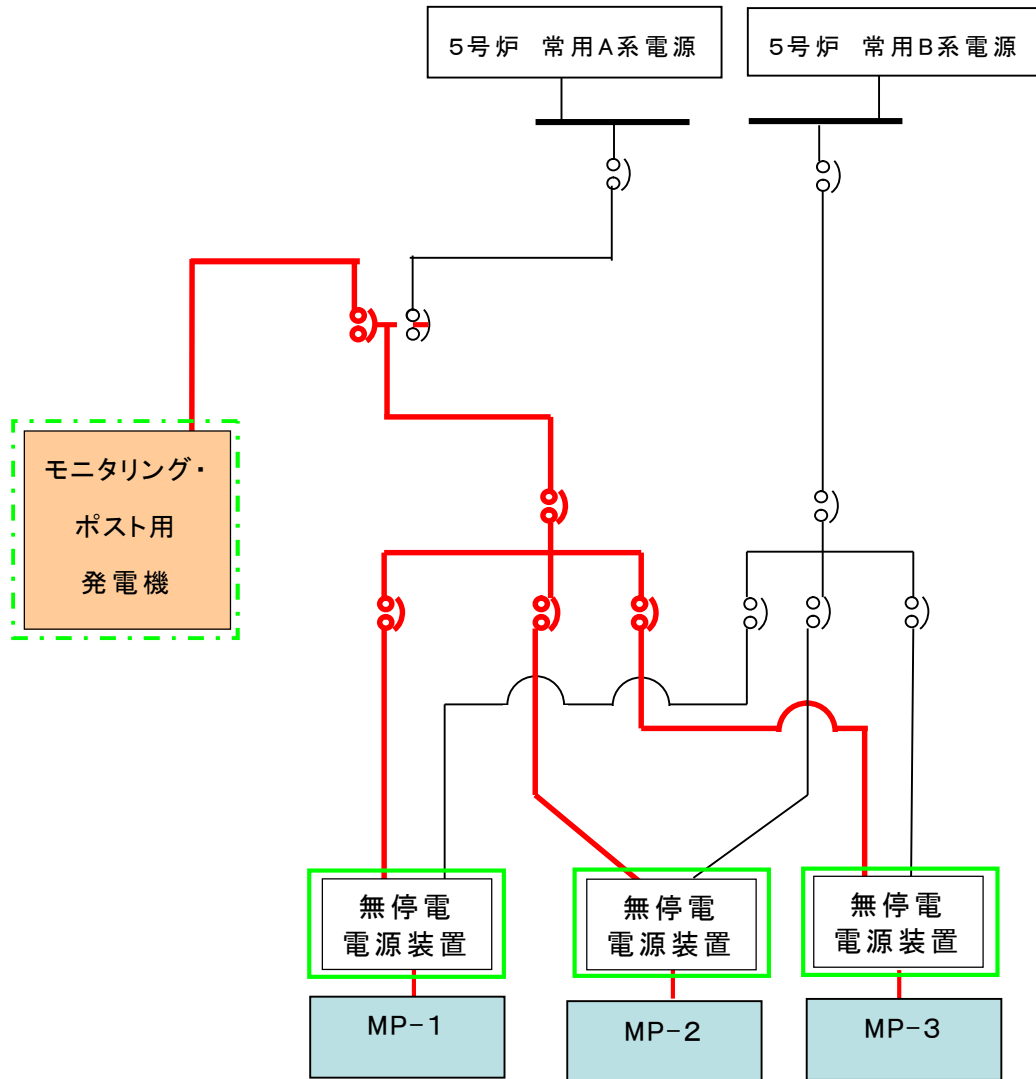 5号炉 常用A系電源
5号炉 常用B系電源
モニタリング・
ポスト用
発電機
無停電
電源装置
無停電
電源装置
無停電
電源装置
MP-1
MP-2
MP-3